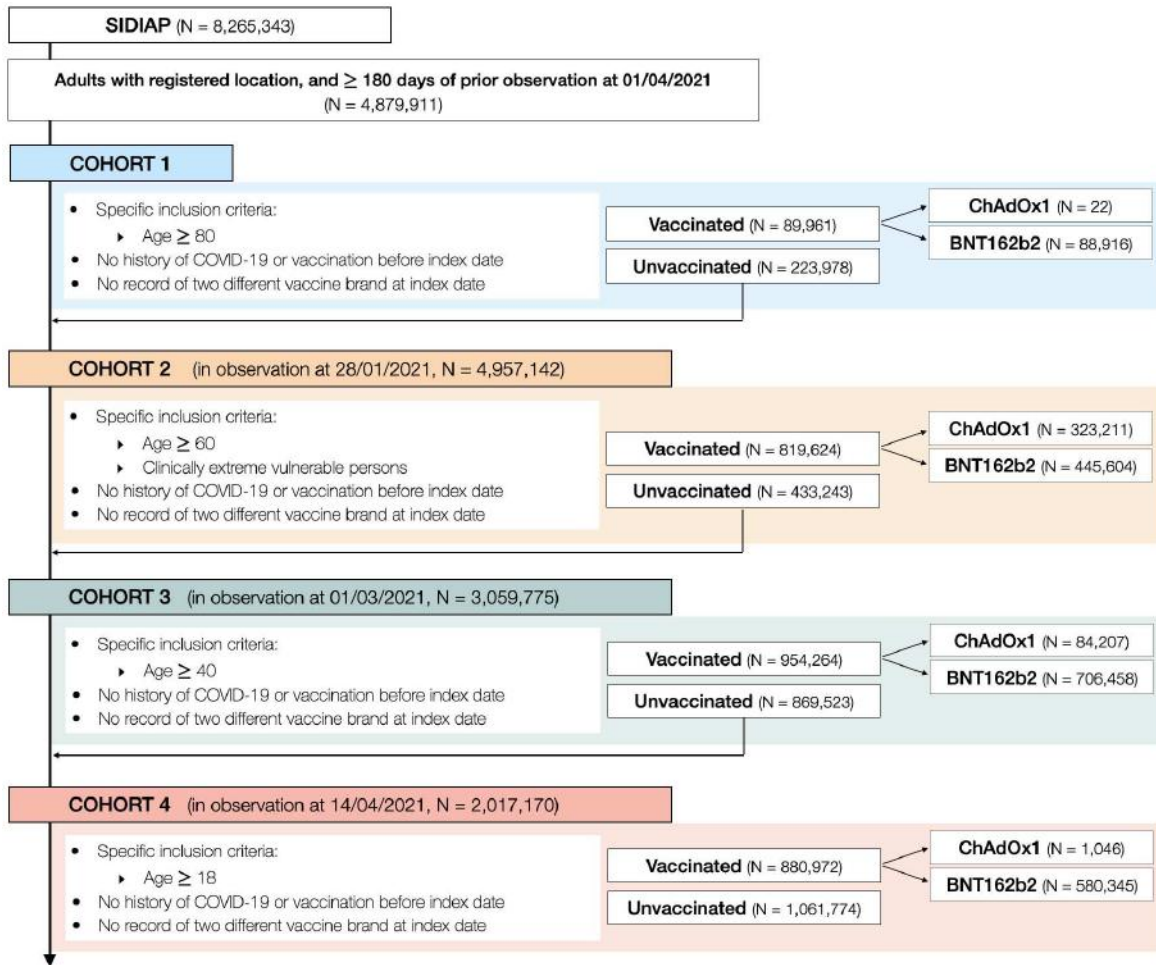 SIDIAP (N = 8,265,343)
Adults with registered location, and ≥ 180 days of prior observation at 01/04/2021
(N = 4,879,911)
COHORT 1
• Specific inclusion criteria:
▸ Age ≥ 80
• No history of COVID-19 or vaccination before index date
• No record of two different vaccine brand at index date
Vaccinated (N = 89,961)
Unvaccinated (N = 223,978)
ChAdOx1 (N = 22)
BNT162b2 (N = 88,916)
COHORT 2 (in observation at 28/01/2021, N = 4,957,142)
• Specific inclusion criteria:
▸ Age ≥ 60
▸ Clinically extreme vulnerable persons
• No history of COVID-19 or vaccination before index date
• No record of two different vaccine brand at index date
Vaccinated (N = 819,624)
Unvaccinated (N = 433,243)
ChAdOx1 (N = 323,211)
BNT162b2 (N = 445,604)
COHORT 3 (in observation at 01/03/2021, N = 3,059,775)
• Specific inclusion criteria:
▸ Age ≥ 40
• No history of COVID-19 or vaccination before index date
• No record of two different vaccine brand at index date
Vaccinated (N = 954,264)
Unvaccinated (N = 869,523)
ChAdOx1 (N = 84,207)
BNT162b2 (N = 706,458)
COHORT 4 (in observation at 14/04/2021, N = 2,017,170)
• Specific inclusion criteria:
▸ Age ≥ 18
• No history of COVID-19 or vaccination before index date
• No record of two different vaccine brand at index date
Vaccinated (N = 880,972)
Unvaccinated (N = 1,061,774)
ChAdOx1 (N = 1,046)
BNT162b2 (N = 580,345)